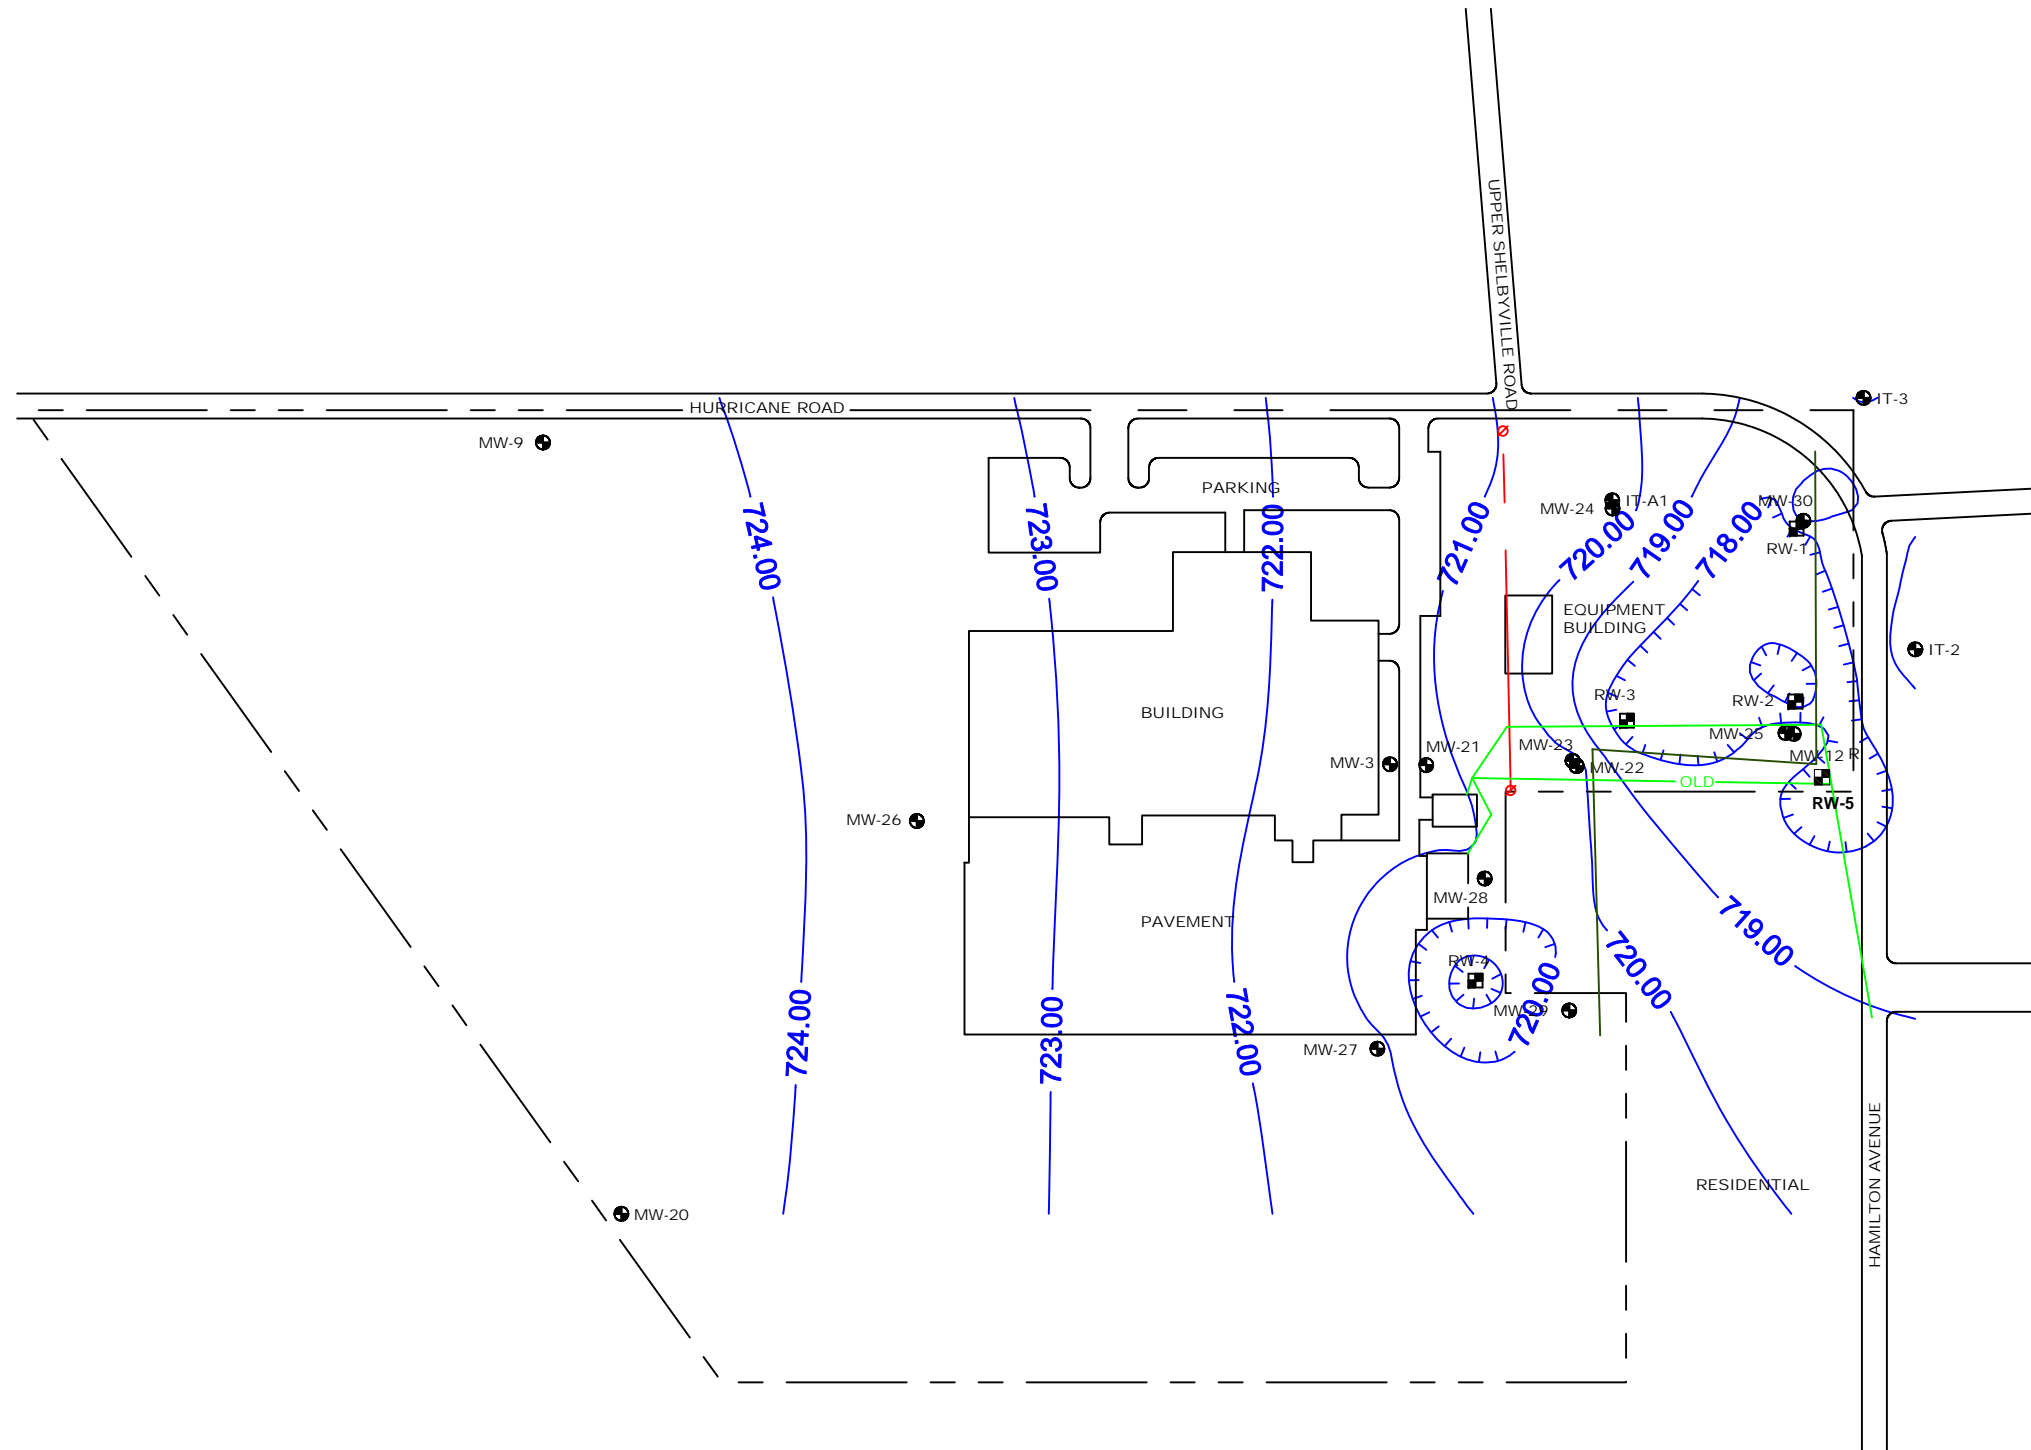 UPPER SHELBYVILLE ROAD
HURRICANE ROAD
IT-3
MW-9
PARKING
IT-A1
MW-24
MW-30
RW-1
724.00
723.00
722.00
721.00
720.00
719.00
718.00
EQUIPMENT
BUILDING
IT-2
RW-3
RW-2
BUILDING
MW-25
MW-21
MW-23
MW-12 R
MW-3
MW-22
OLD
RW-5
MW-26
MW-28
PAVEMENT
719.00
RW-4
720.00
720.00
MW-29
724.00
723.00
722.00
MW-27
RESIDENTIAL
HAMILTON AVENUE
MW-20